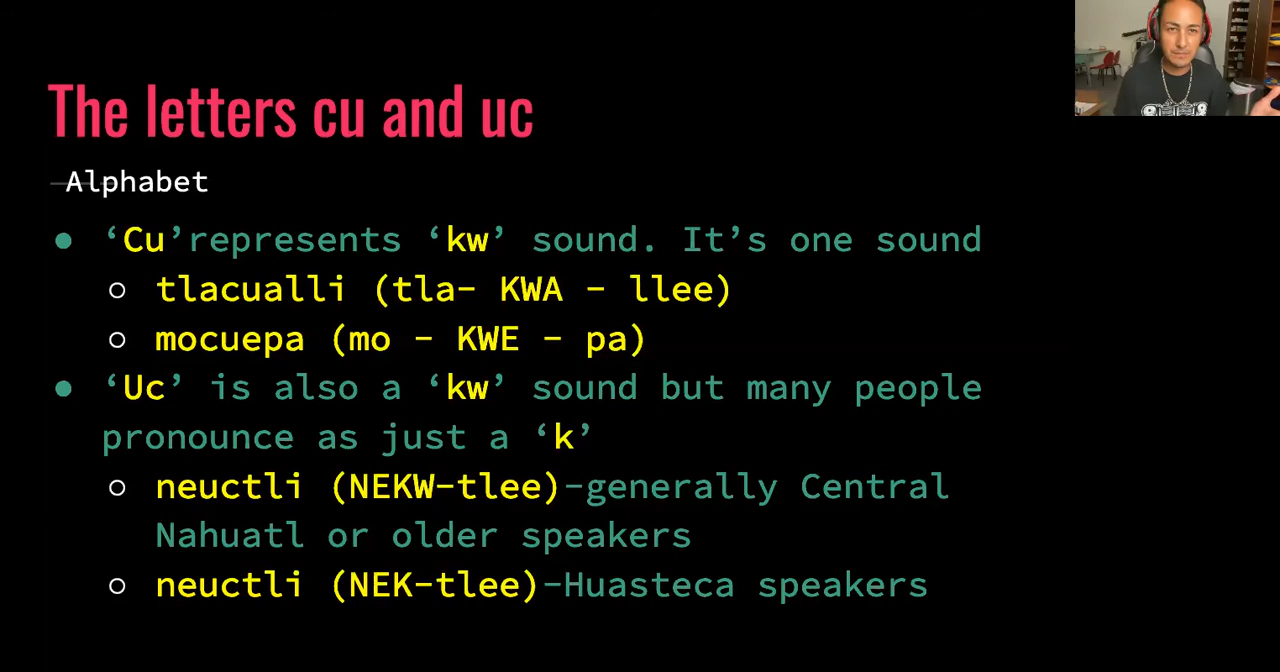 The letters cu and uc
Alphabet
● ‘Cu’represents ‘kw’ sound. It’s one sound
○ tlacualli (tla- KWA - llee)
○ mocuepa (mo - KWE - pa)
● ‘Uc’ is also a ‘kw’ sound but many people
pronounce as just a ‘k’
○ neuctli (NEKW-tlee)-generally Central
Nahuatl or older speakers
○ neuctli (NEK-tlee)-Huasteca speakers